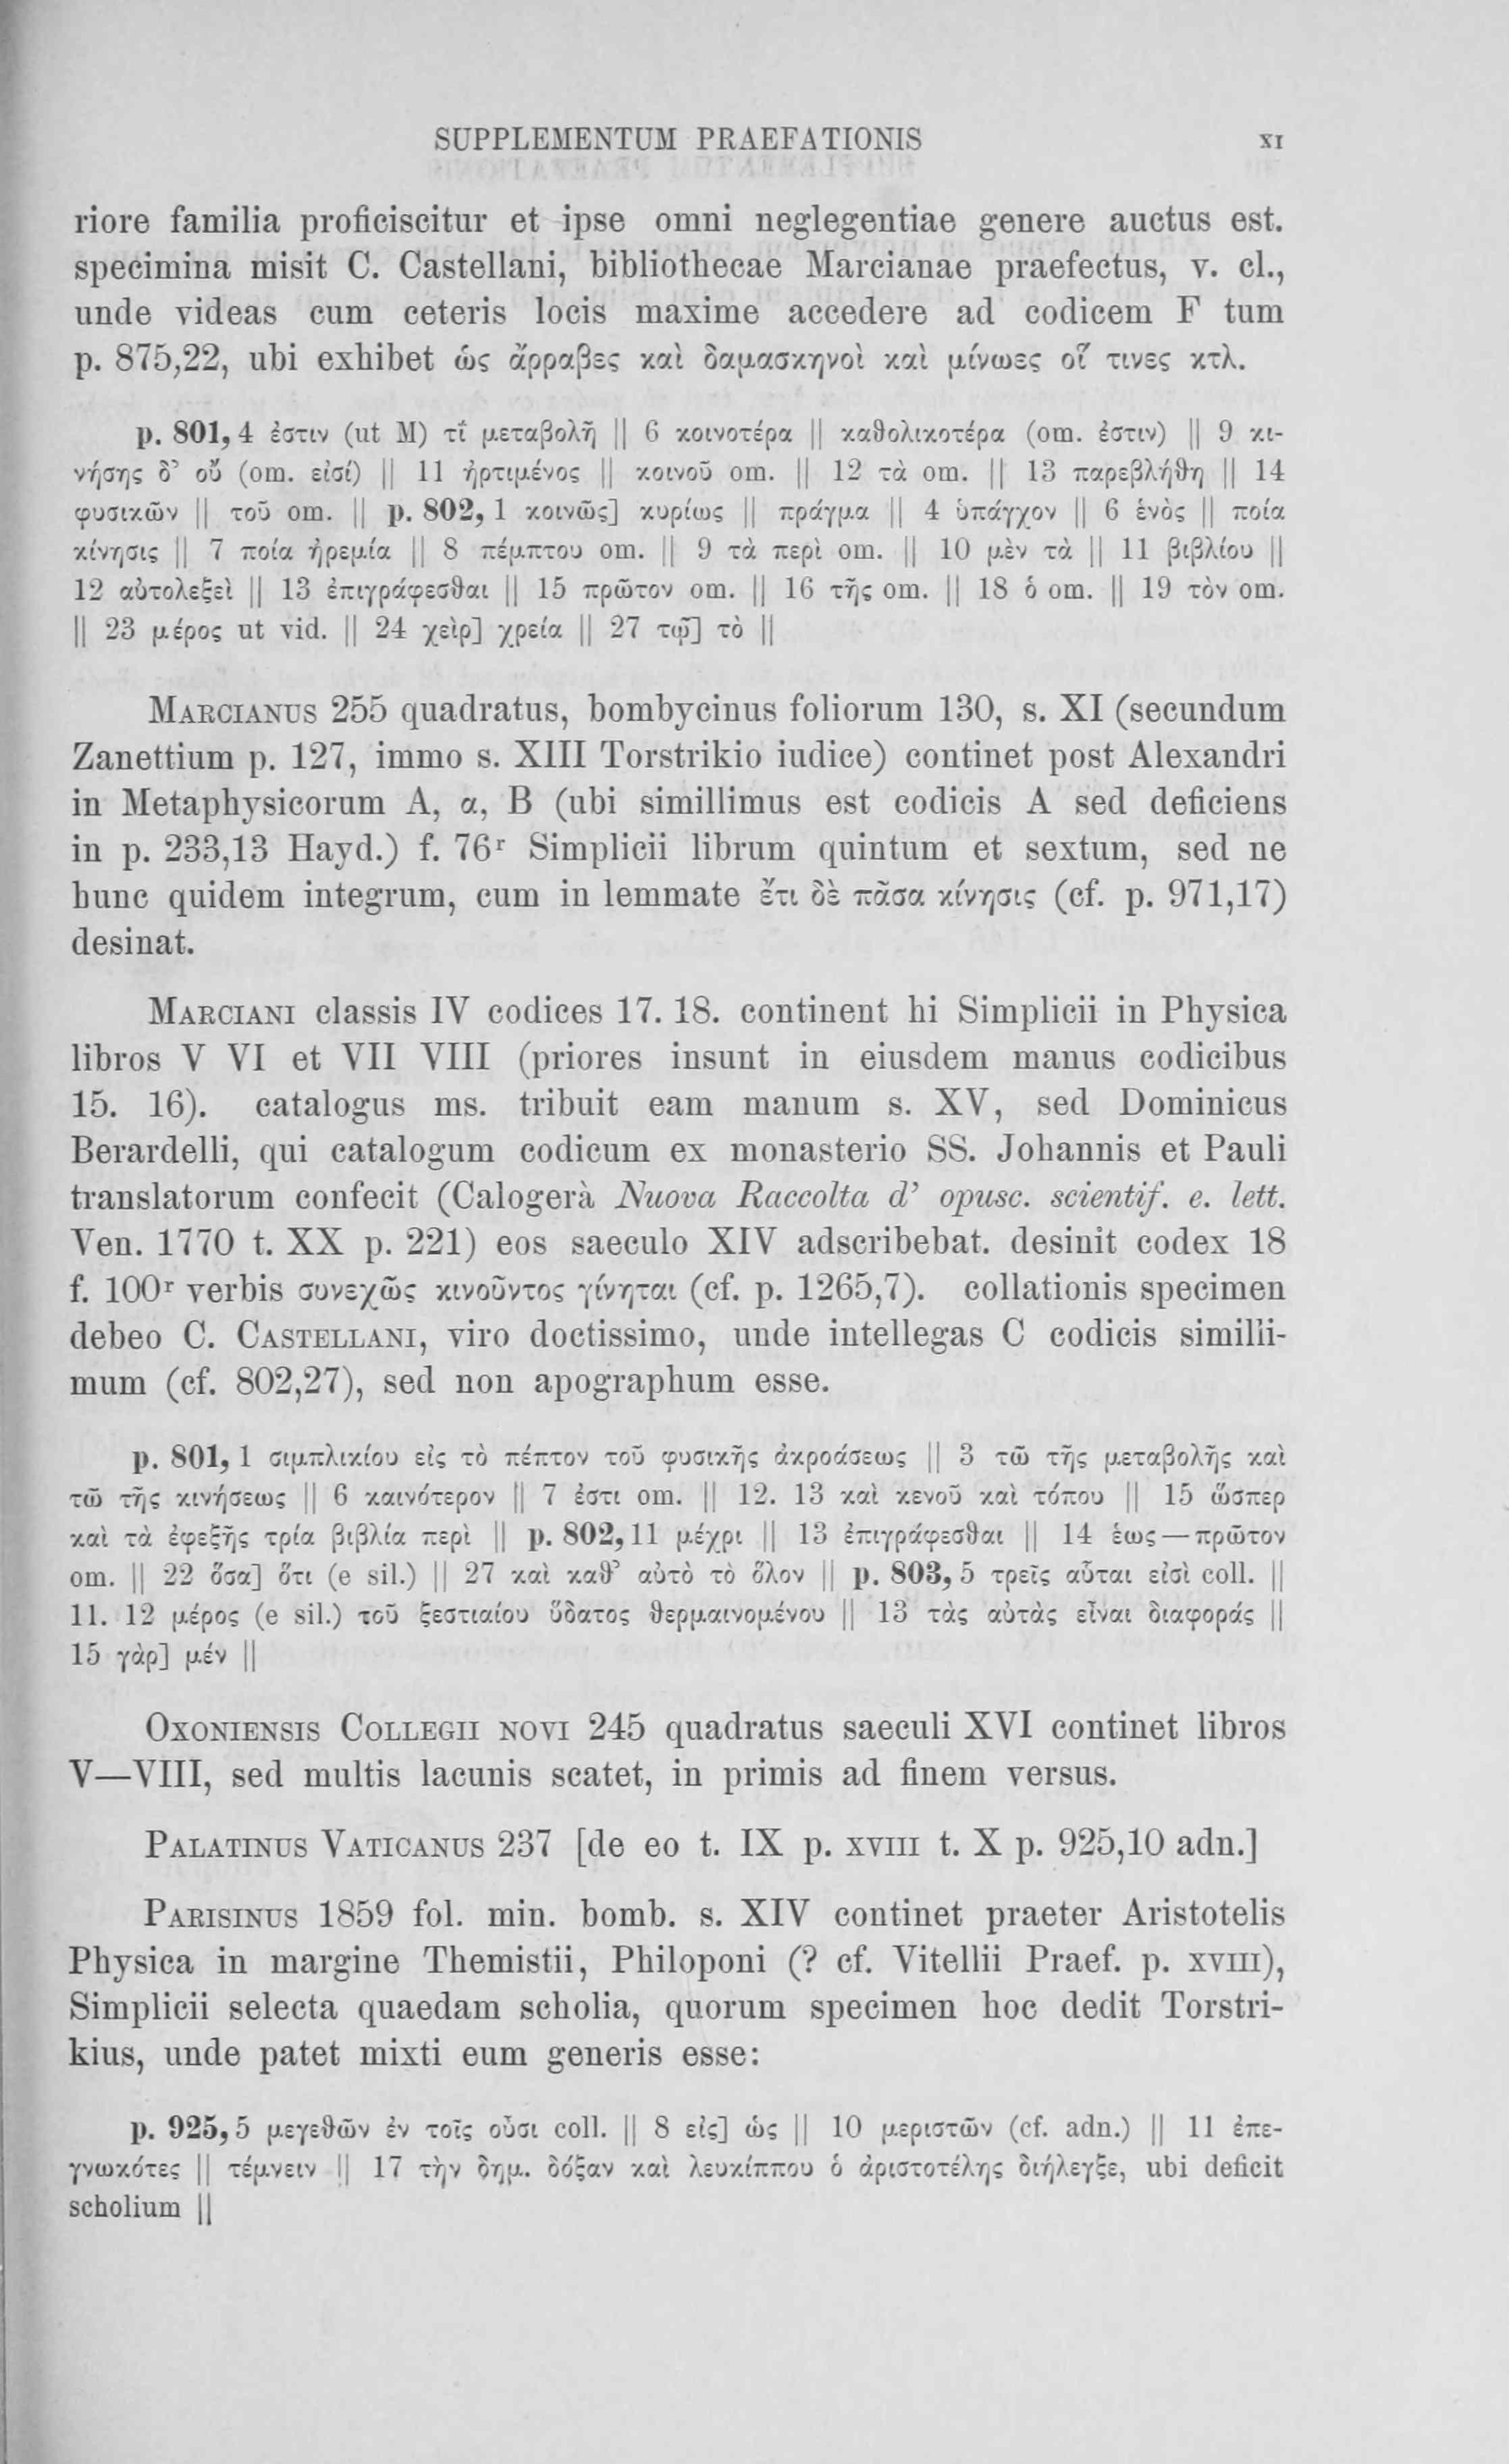 SUPPLEMENTUM PRAEFATIONIS XI
riore familia proficiscitur et ipse omni neglegentiae genere auctus est.
specimina misit C. Castellani, bibliothecae Marcianae praefectus, v. cl.,
unde videas cum ceteris locis maxime accedere ad codicem F tum
p. 875,22, ubi exhibet ὡς ἄρραβες καὶ δαμασκηνοὶ καὶ μίνωες οἵ τινες κτλ.
p. 801, 4 ἐστιν (ut M) τῖ μεταβολῆ || 6 κοινοτέρα || καθολικοτέρα (om. ἐστιν) || 9 κι-
νήσης δ᾽ οὔ (om. εἰσί) || 11 ἠρτιμένος || κοινοῦ om. || 12 τὰ om. || 13 παρεβλήθη || 14
φυσικῶν || τοῦ om. || p. 802, 1 κοινῶς] κυρίως || πράγμα || 4 ὑπάγχον || 6 ἑνὸς || ποία
κίνησις || 7 ποία ἠρεμία || 8 πέμπτου om. || 9 τὰ περὶ om. || 10 μὲν τὰ || 11 βιβλίου ||
12 αὐτολεξεὶ || 13 ἐπιγράφεσθαι || 15 πρῶτον om. || 16 τῆς om. || 18 ὁ om. || 19 τὸν om.
|| 23 μέρος ut vid. || 24 χεὶρ] χρεία || 27 τῷ] τὸ ||
MARCIANUS 255 quadratus, bombycinus foliorum 130, s. XI (secundum
Zanettium p. 127, immo s. XIII Torstrikio iudice) continet post Alexandri
in Metaphysicorum A, α, B (ubi simillimus est codicis A sed deficiens
in p. 233,13 Hayd.) f. 76r Simplicii librum quintum et sextum, sed ne
hunc quidem integrum, cum in lemmate ἔτι δὲ πᾶσα κίνησις (cf. p. 971,17)
desinat.
MARCIANI classis IV codices 17. 18. continent hi Simplicii in Physica
libros V VI et VII VIII (priores insunt in eiusdem manus codicibus
15. 16). catalogus ms. tribuit eam manum s. XV, sed Dominicus
Berardelli, qui catalogum codicum ex monasterio SS. Johannis et Pauli
translatorum confecit (Calogerà Nuova Raccolta d’ opusc. scientif. e. lett.
Ven. 1770 t. XX p. 221) eos saeculo XIV adscribebat. desinit codex 18
f. 100r verbis συνεχῶς κινοῦντος γίνηται (cf. p. 1265,7). collationis specimen
debeo C. CASTELLANI, viro doctissimo, unde intellegas C codicis simillimum
mum (cf. 802,27), sed non apographum esse.
p. 801, 1 σιμπλικίου εἰς τὸ πέπτον τοῦ φυσικῆς ἀκροάσεως || 3 τῶ τῆς μεταβολῆς καὶ
τῶ τῆς κινήσεως || 6 καινότερον || 7 ἐστι om. || 12. 13 καὶ κενοῦ καὶ τόπου || 15 ὥσπερ
καὶ τὰ ἐφεξῆς τρία βιβλία περὶ || p. 802, 11 μέχρι || 13 ἐπιγράφεσθαι || 14 ἑως—πρῶτον
om. || 22 ὅσα] ὅτι (e sil.) || 27 καὶ καθ᾽ αὑτὸ τὸ ὅλον || p. 803, 5 τρεῖς αὗται εἰσὶ coll. ||
11. 12 μέρος (e sil.) τοῦ ξεστιαίου ὕδατος θερμαινομένου || 13 τὰς αὐτὰς εἶναι διαφοράς ||
15 γὰρ] μέν ||
OXONIENSIS COLLEGII NOVI 245 quadratus saeculi XVI continet libros
V—VIII, sed multis lacunis scatet, in primis ad finem versus.
PALATINUS VATICANUS 237 [de eo t. IX p. XVIII t. X p. 925,10 adn.]
PARISINUS 1859 fol. min. bomb. s. XIV continet praeter Aristotelis
Physica in margine Themistii, Philoponi (? cf. Vitellii Praef. p. XVIII),
Simplicii selecta quaedam scholia, quorum specimen hoc dedit Torstri-
kius, unde patet mixti eum generis esse:
p. 925, 5 μεγεθῶν ἐν τοῖς οὖσι coll. || 8 εἰς] ὡς || 10 μεριστῶν (cf. adn.) || 11 ἐπε-
γνωκότες || τέμνειν || 17 τὴν δημ. δόξαν καὶ λευκίππου ὁ ἀριστοτέλης διήλεγξε, ubi deficit
scholium ||